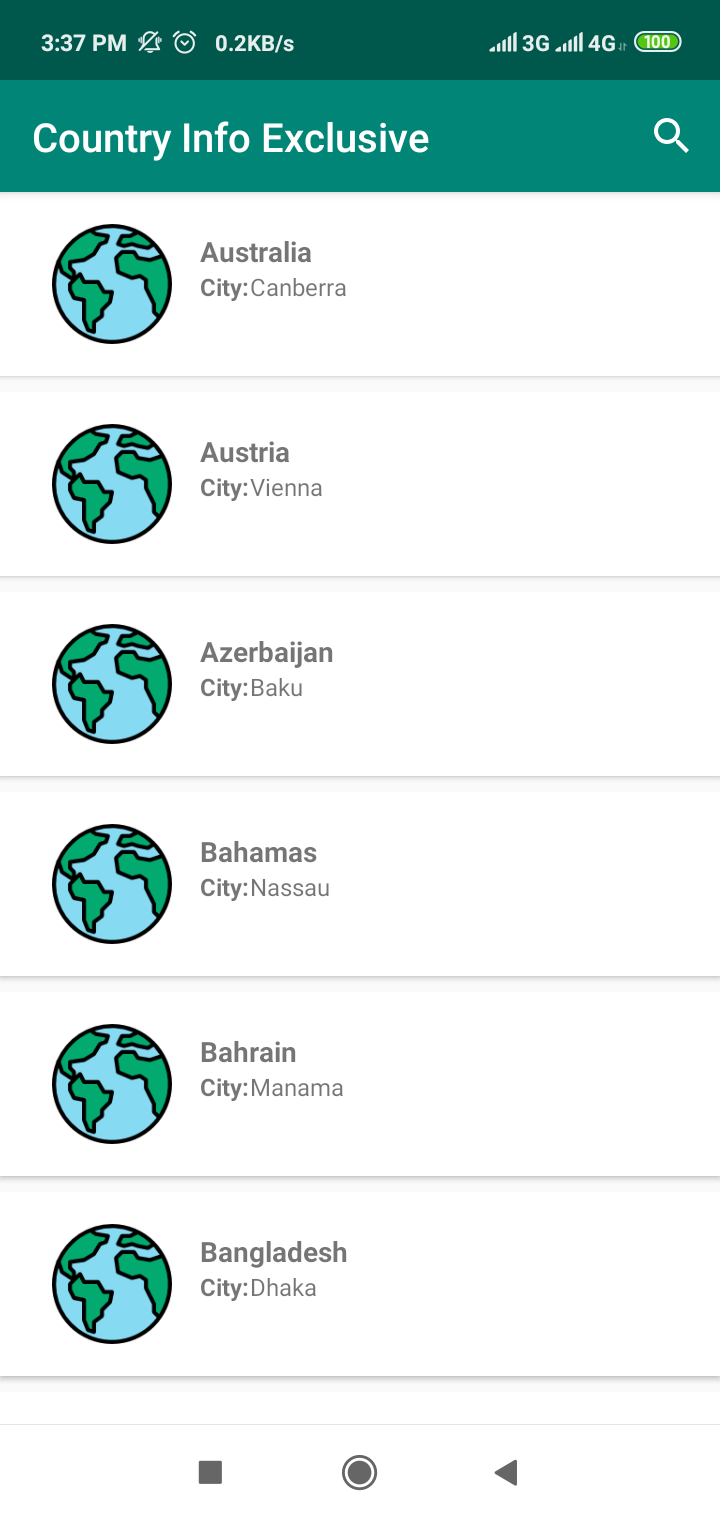 3:37 PM 0.2KB/s 3G 4G 100
Country Info Exclusive
Australia
City:Canberra
Austria
City:Vienna
Azerbaijan
City:Baku
Bahamas
City:Nassau
Bahrain
City:Manama
Bangladesh
City:Dhaka